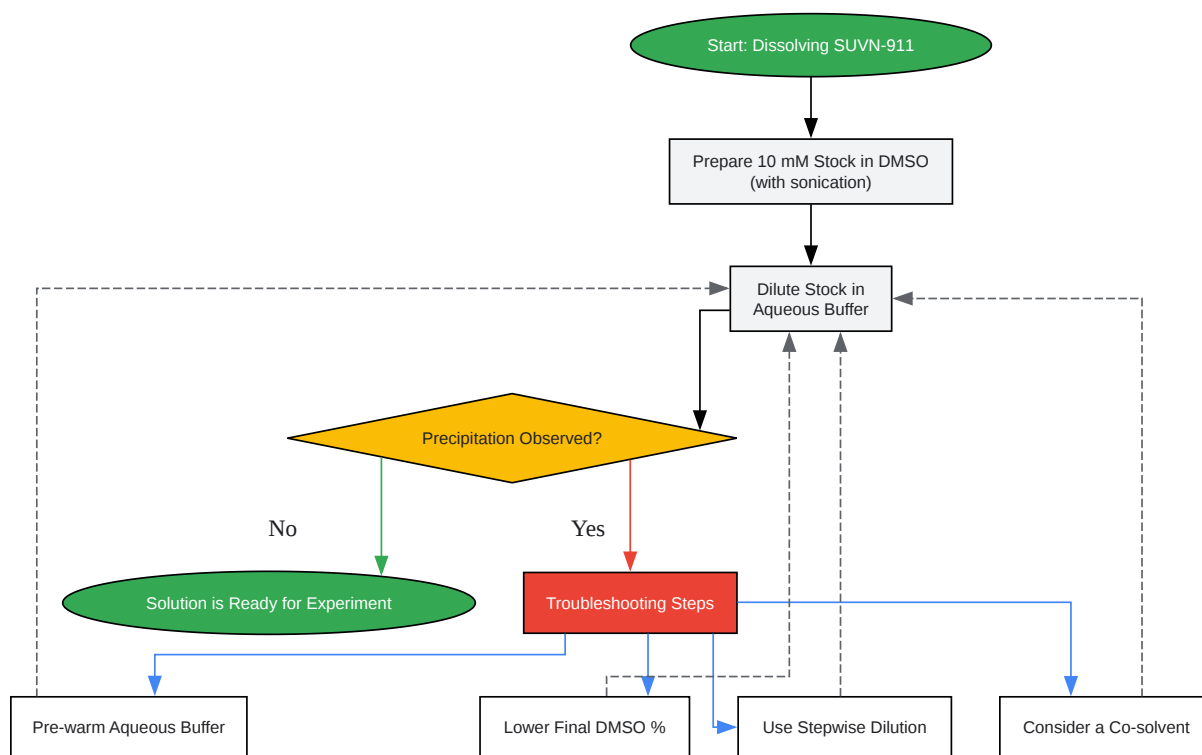 Start: Dissolving SUVN-911
Prepare 10 mM Stock in DMSO
(with sonication)
Dilute Stock in
Aqueous Buffer
Precipitation Observed?
No
Yes
Solution is Ready for Experiment
Troubleshooting Steps
Pre-warm Aqueous Buffer
Lower Final DMSO %
Use Stepwise Dilution
Consider a Co-solvent